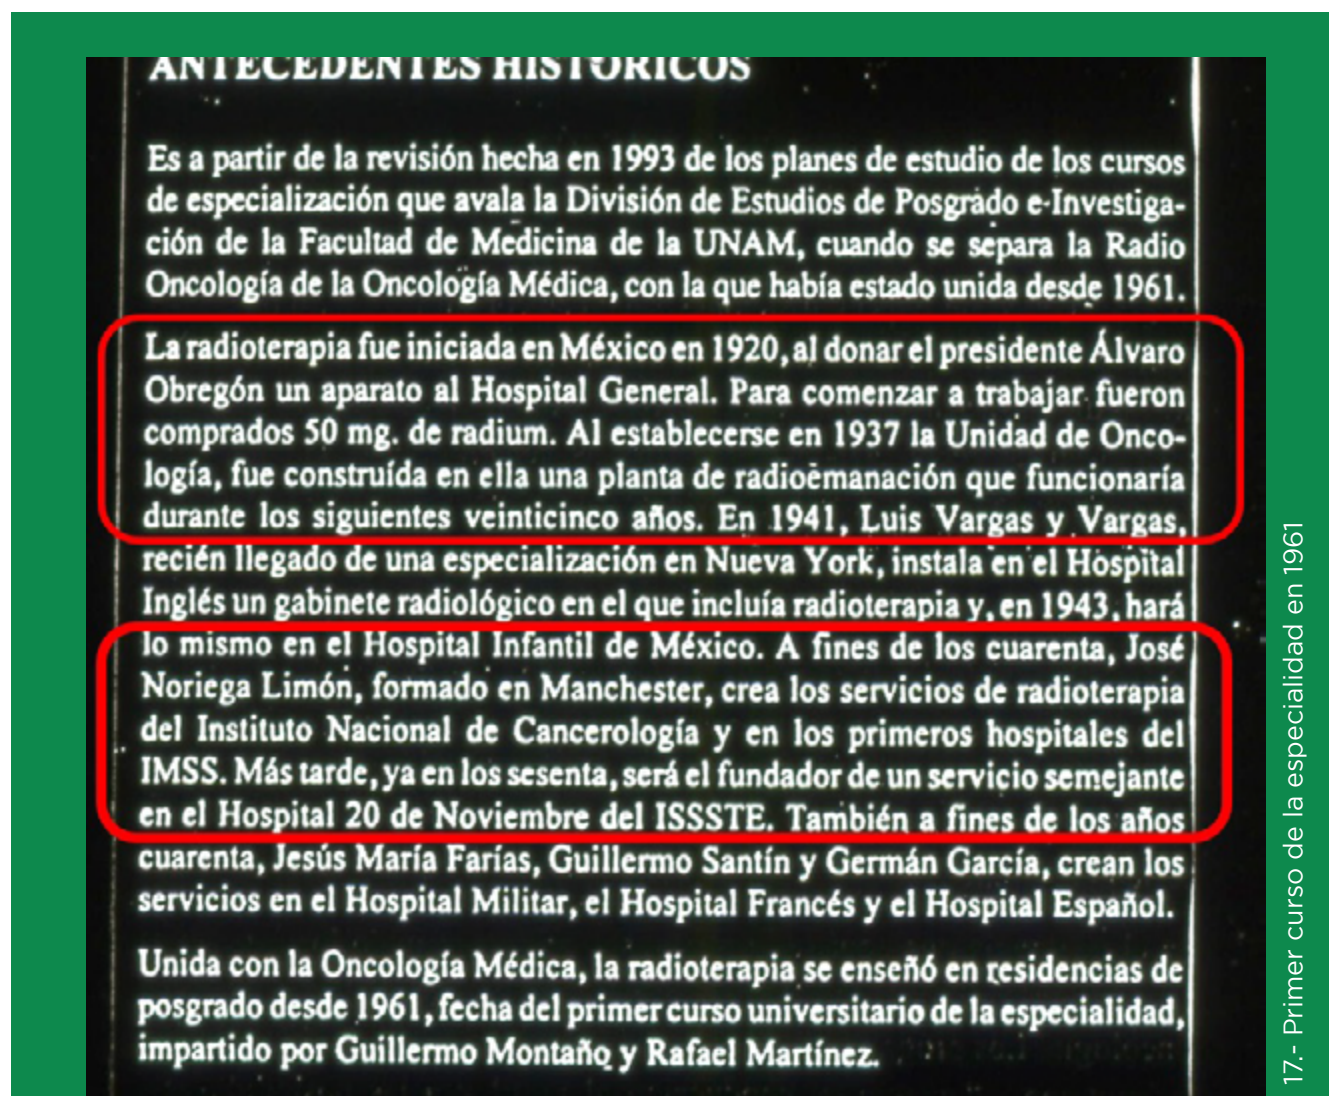 ANTECEDENTES HISTÓRICOS
Es a partir de la revisión hecha en 1993 de los planes de estudio de los cursos
de especialización que avala la División de Estudios de Posgrado e Investiga-
ción de la Facultad de Medicina de la UNAM, cuando se separa la Radio
Oncología de la Oncología Médica, con la que había estado unida desde 1961.
La radioterapia fue iniciada en México en 1920, al donar el presidente Álvaro
Obregón un aparato al Hospital General. Para comenzar a trabajar fueron
comprados 50 mg. de radium. Al establecerse en 1937 la Unidad de Onco-
logía, fue construída en ella una planta de radioemanación que funcionaría
durante los siguientes veinticinco años. En 1941, Luis Vargas y Vargas,
recién llegado de una especialización en Nueva York, instala en el Hospital
Inglés un gabinete radiológico en el que incluía radioterapia y, en 1943, hará
lo mismo en el Hospital Infantil de México. A fines de los cuarenta, José
Noriega Limón, formado en Manchester, crea los servicios de radioterapia
del Instituto Nacional de Cancerología y en los primeros hospitales del
IMSS. Más tarde, ya en los sesenta, será el fundador de un servicio semejante
en el Hospital 20 de Noviembre del ISSSTE. También a fines de los años
cuarenta, Jesús María Farías, Guillermo Santín y Germán García, crean los
servicios en el Hospital Militar, el Hospital Francés y el Hospital Español.
Unida con la Oncología Médica, la radioterapia se enseñó en residencias de
posgrado desde 1961, fecha del primer curso universitario de la especialidad,
impartido por Guillermo Montaño y Rafael Martínez.
17.- Primer curso de la especialidad en 1961